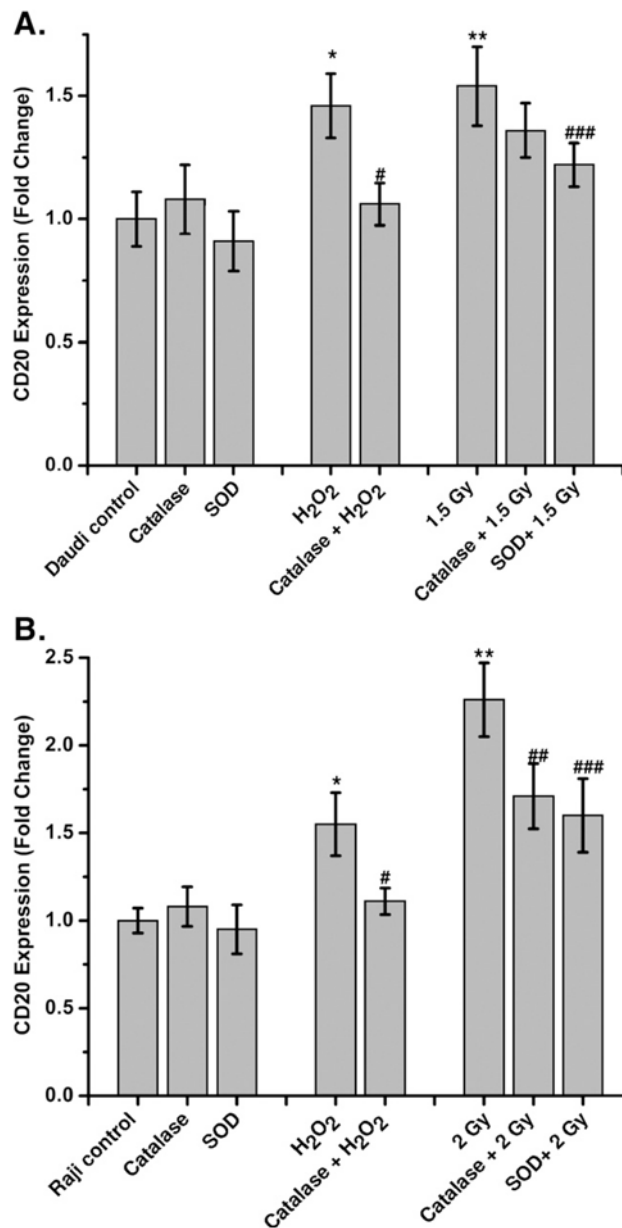 A.
CD20 Expression (Fold Change)
1.5
1.0
0.5
0.0
*
#
**
###
Daudi control
Catalase
SOD
H₂O₂
Catalase + H₂O₂
1.5 Gy
Catalase + 1.5 Gy
SOD+ 1.5 Gy
B.
CD20 Expression (Fold Change)
2.5
2.0
1.5
1.0
0.5
0.0
*
#
**
##
###
Raji control
Catalase
SOD
H₂O₂
Catalase + H₂O₂
2 Gy
Catalase + 2 Gy
SOD+ 2 Gy